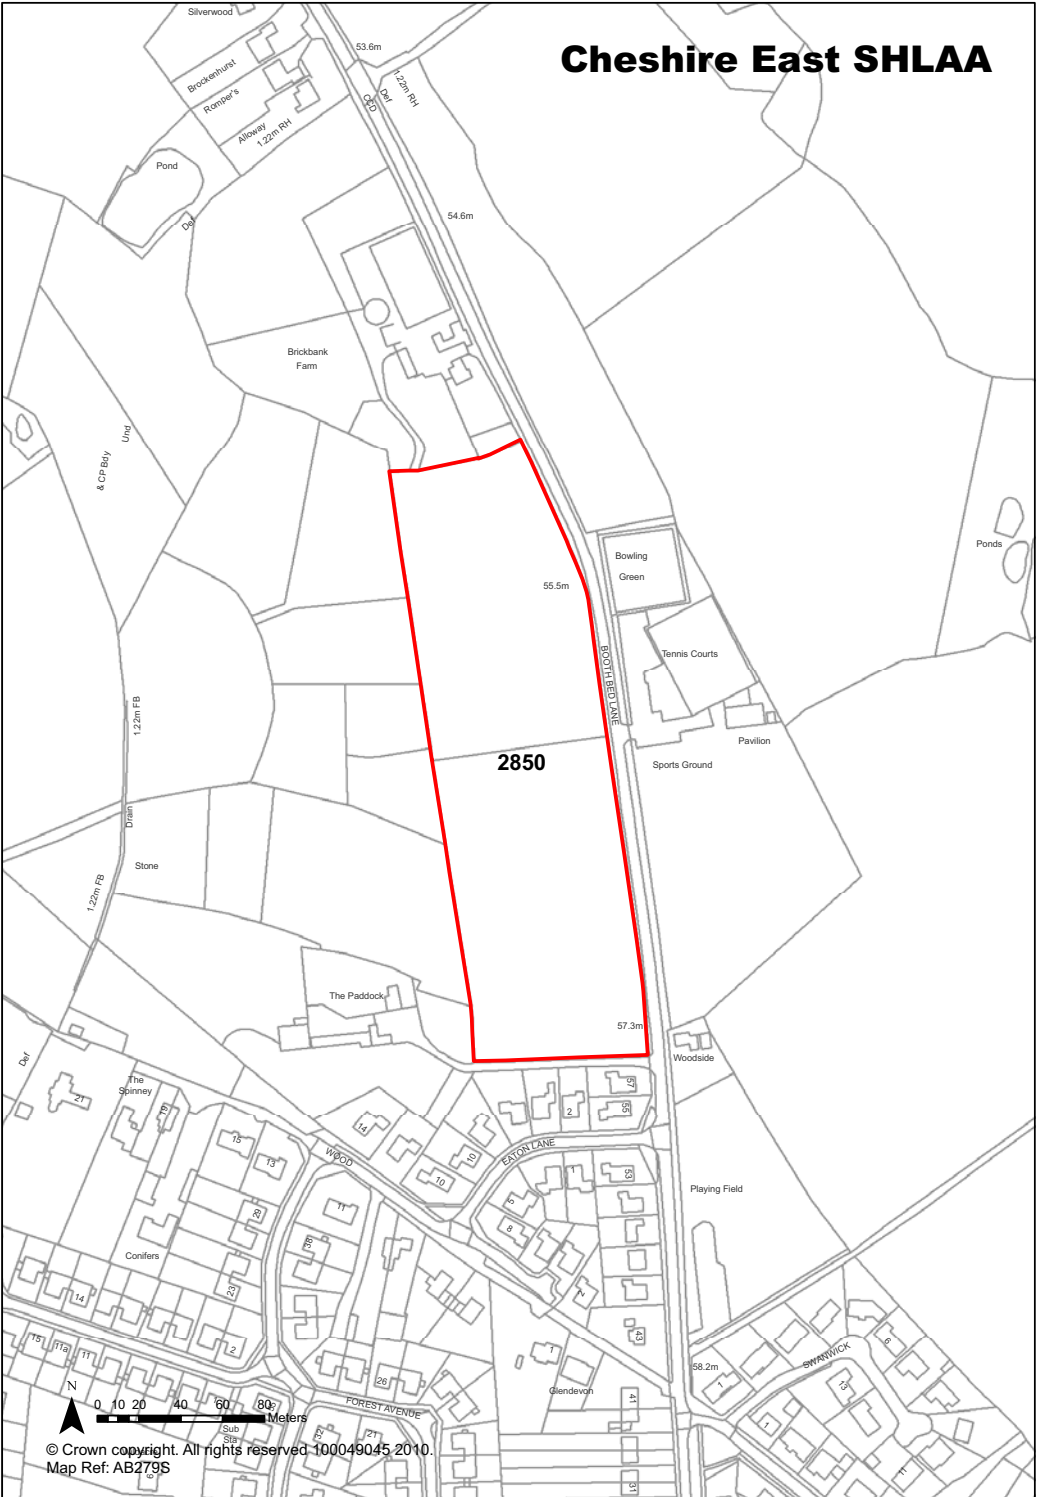 Cheshire East SHLAA
Silverwood
53.6m
Brockenhurst
Romper's
Alloway
1.22m RH
CCD
Def
1.22m RH
Pond
Def
54.6m
Brickbank
Farm
Und
& CP Bdy
Ponds
Bowling
Green
55.5m
Tennis Courts
BOOTH BED LANE
1.22m FB
Pavilion
2850
Sports Ground
Drain
Stone
1.22m FB
The Paddock
57.3m
Woodside
Def
The
Spinney
21
19
57
55
2
14
15
13
WOOD
10
10
EATON LANE
1
53
5
8
Playing Field
29
11
38
Conifers
23
14
2
15
11a
11
2
43
1
58.2m
SWANWICK
6
13
1
1
11
26
Glendevon
41
FOREST AVENUE
N
0 10 20 40 60 80
Meters
Sub
Sta
32
21
31
© Crown copyright. All rights reserved 100049045 2010.
Map Ref: AB279S